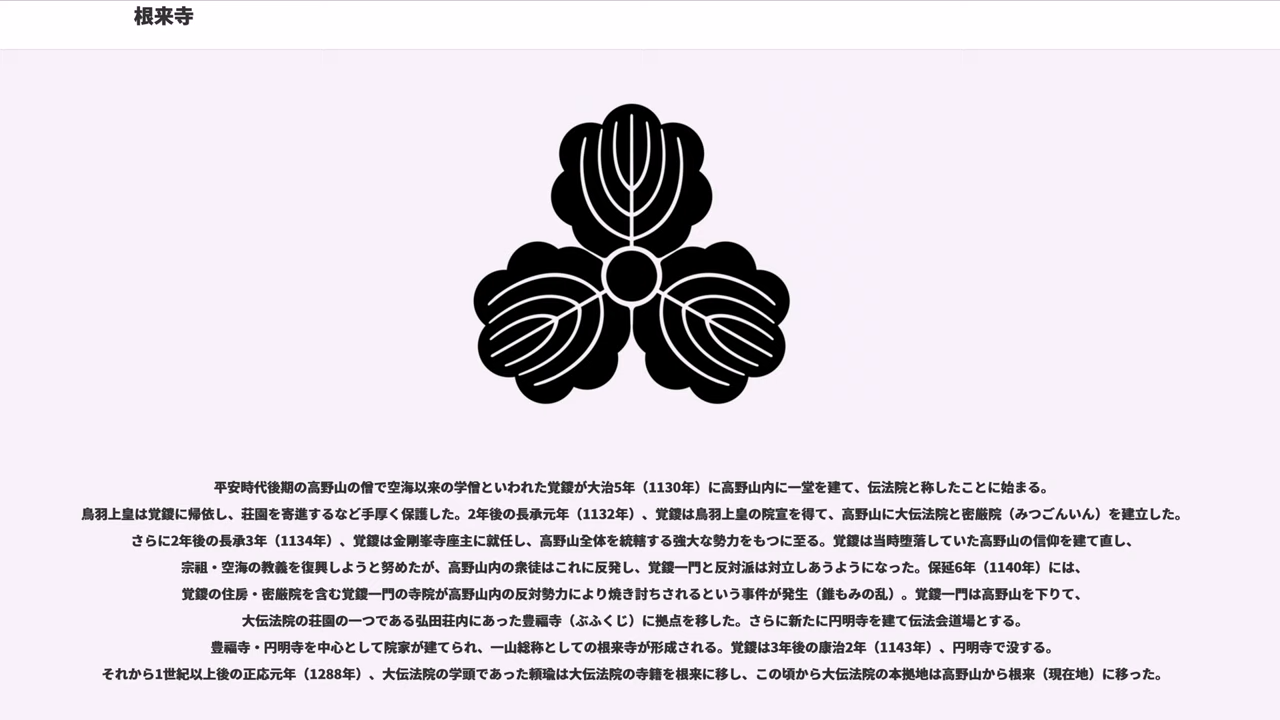 根来寺
平安時代後期の高野山の僧で空海以来の学僧といわれた覚鑁が大治5年（1130年）に高野山内に一堂を建て、伝法院と称したことに始まる。
鳥羽上皇は覚鑁に帰依し、荘園を寄進するなど手厚く保護した。2年後の長承元年（1132年）、覚鑁は鳥羽上皇の院宣を得て、高野山に大伝法院と密厳院（みつごんいん）を建立した。
さらに2年後の長承3年（1134年）、覚鑁は金剛峯寺座主に就任し、高野山全体を統轄する強大な勢力をもつに至る。覚鑁は当時堕落していた高野山の信仰を建て直し、
宗祖・空海の教義を復興しようと努めたが、高野山内の衆徒はこれに反発し、覚鑁一門と反対派は対立しあうようになった。保延6年（1140年）には、
覚鑁の住房・密厳院を含む覚鑁一門の寺院が高野山内の反対勢力により焼き討ちされるという事件が発生（錐もみの乱）。覚鑁一門は高野山を下りて、
大伝法院の荘園の一つである弘田荘内にあった豊福寺（ぶふくじ）に拠点を移した。さらに新たに円明寺を建て伝法会道場とする。
豊福寺・円明寺を中心として院家が建てられ、一山総称としての根来寺が形成される。覚鑁は3年後の康治2年（1143年）、円明寺で没する。
それから1世紀以上後の正応元年（1288年）、大伝法院の学頭であった頼瑜は大伝法院の寺籍を根来に移し、この頃から大伝法院の本拠地は高野山から根来（現在地）に移った。